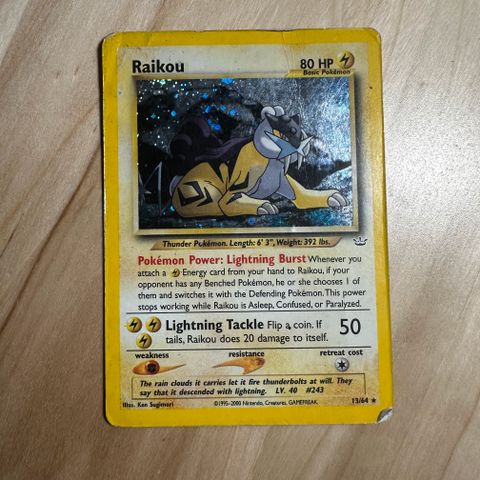 Raikou
80 HP
Basic Pokémon
Thunder Pokémon. Length: 6' 3", Weight: 392 lbs.
Pokémon Power: Lightning Burst Whenever you
attach a Energy card from your hand to Raikou, if your
opponent has any Benched Pokémon, he or she chooses 1 of
them and switches it with the Defending Pokémon. This power
stops working while Raikou is Asleep, Confused, or Paralyzed.
Lightning Tackle Flip a coin. If
tails, Raikou does 20 damage to itself.
50
weakness
resistance
retreat cost
The rain clouds it carries let it fire thunderbolts at will. They
say that it descended with lightning. LV. 40 #243
Illus. Ken Sugimori
©1995-2000 Nintendo, Creatures, GAMEFREAK.
13/64 ★